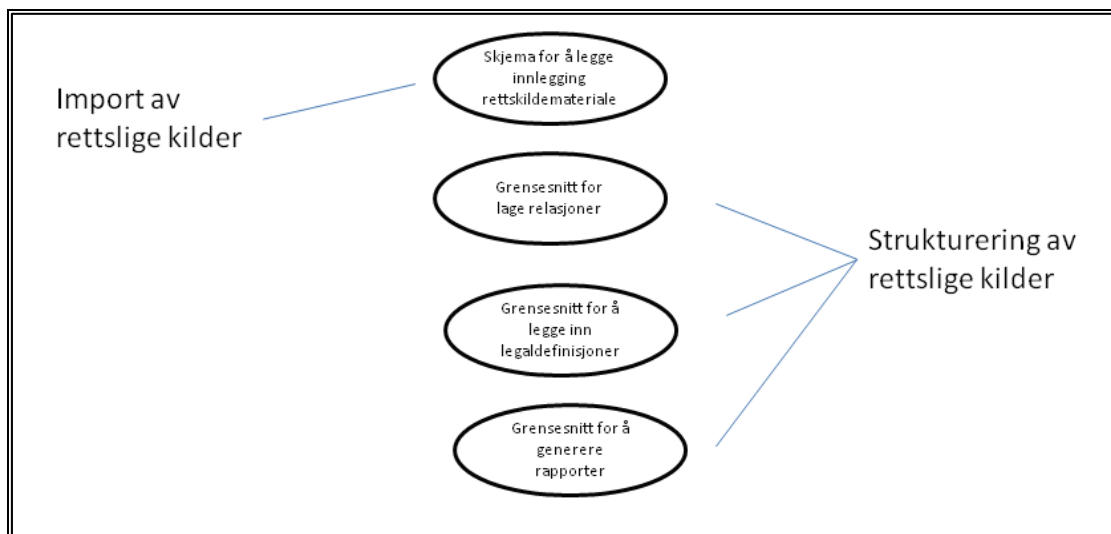 Skjema for å legge
innlegging
rettskildemateriale
Import av
rettslige kilder
Grensesnitt for
lage relasjoner
Strukturering av
rettslige kilder
Grensesnitt for å
legge inn
legaldefinisjoner
Grensesnitt for å
generere
rapporter